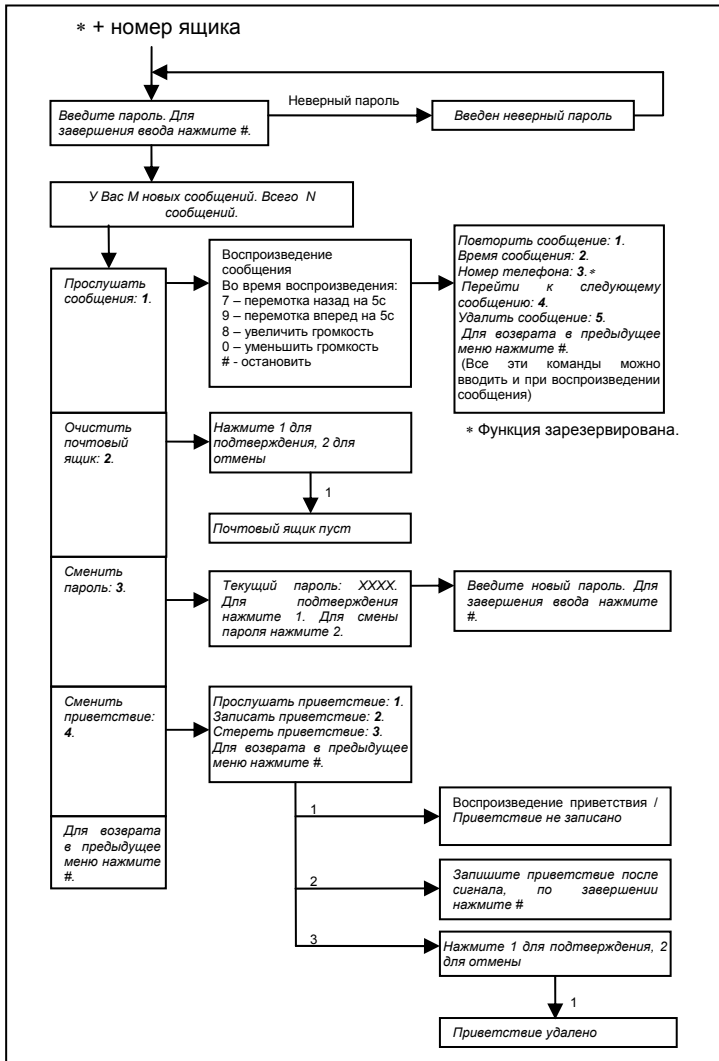 ∗ + номер ящика
Введите пароль. Для
завершения ввода нажмите #.
Неверный пароль
Введен неверный пароль
У Вас M новых сообщений. Всего N
сообщений.
Прослушать
сообщения: 1.
Воспроизведение
сообщения
Во время воспроизведения:
7 – перемотка назад на 5с
9 – перемотка вперед на 5с
8 – увеличить громкость
0 – уменьшить громкость
# - остановить
Повторить сообщение: 1.
Время сообщения: 2.
Номер телефона: 3.∗
Перейти к следующему
сообщению: 4.
Удалить сообщение: 5.
Для возврата в предыдущее
меню нажмите #.
(Все эти команды можно
вводить и при воспроизведении
сообщения)
∗ Функция зарезервирована.
Очистить
почтовый
ящик: 2.
Нажмите 1 для
подтверждения, 2 для
отмены
1
Почтовый ящик пуст
Сменить
пароль: 3.
Текущий пароль: XXXX.
Для подтверждения
нажмите 1. Для смены
пароля нажмите 2.
Введите новый пароль. Для
завершения ввода нажмите
#.
Сменить
приветствие:
4.
Прослушать приветствие: 1.
Записать приветствие: 2.
Стереть приветствие: 3.
Для возврата в предыдущее
меню нажмите #.
Для возврата
в предыдущее
меню нажмите
#.
1
Воспроизведение приветствия /
Приветствие не записано
2
Запишите приветствие после
сигнала, по завершении
нажмите #
3
Нажмите 1 для подтверждения, 2
для отмены
1
Приветствие удалено